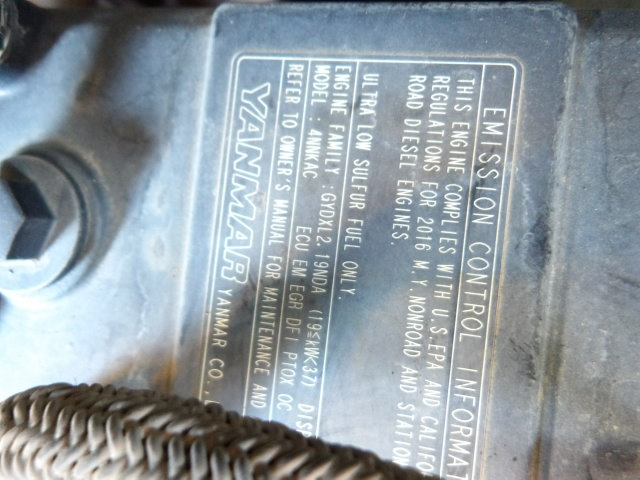 EMISSION CONTROL INFORMAT
THIS ENGINE COMPLIES WITH U.S.EPA AND CALIFO
REGULATIONS FOR 2016 M.Y. NONROAD AND STATION
ROAD DIESEL ENGINES.
ULTRA LOW SULFUR FUEL ONLY.
ENGINE FAMILY : GYDXL2.19NDA (19≤kW<37) DISP
MODEL : 4NNKAC ECU EM EGR DFI PTOX OC
REFER TO OWNER'S MANUAL FOR MAINTENANCE AND
YANMAR YANMAR CO.,L